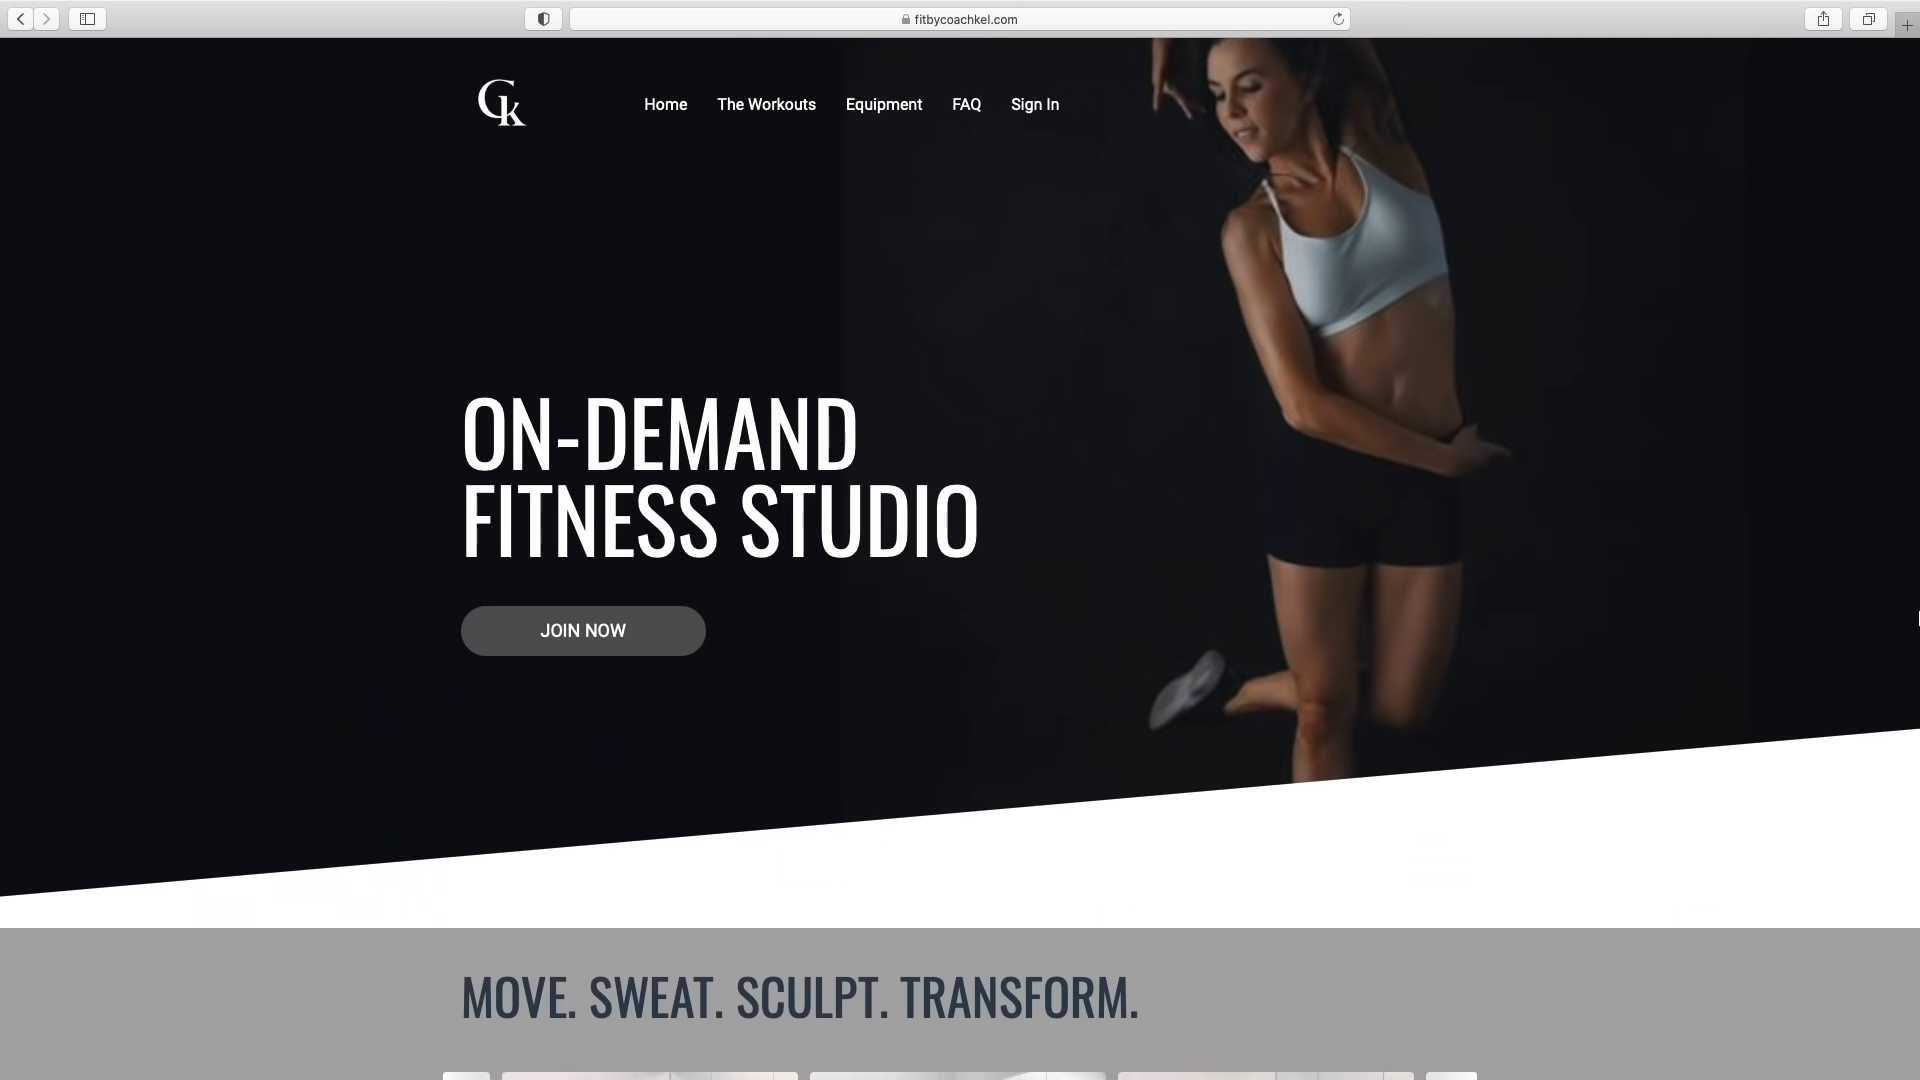 fitbycoachkel.com
Ck
Home The Workouts Equipment FAQ Sign In
ON-DEMAND
FITNESS STUDIO
JOIN NOW
MOVE. SWEAT. SCULPT. TRANSFORM.